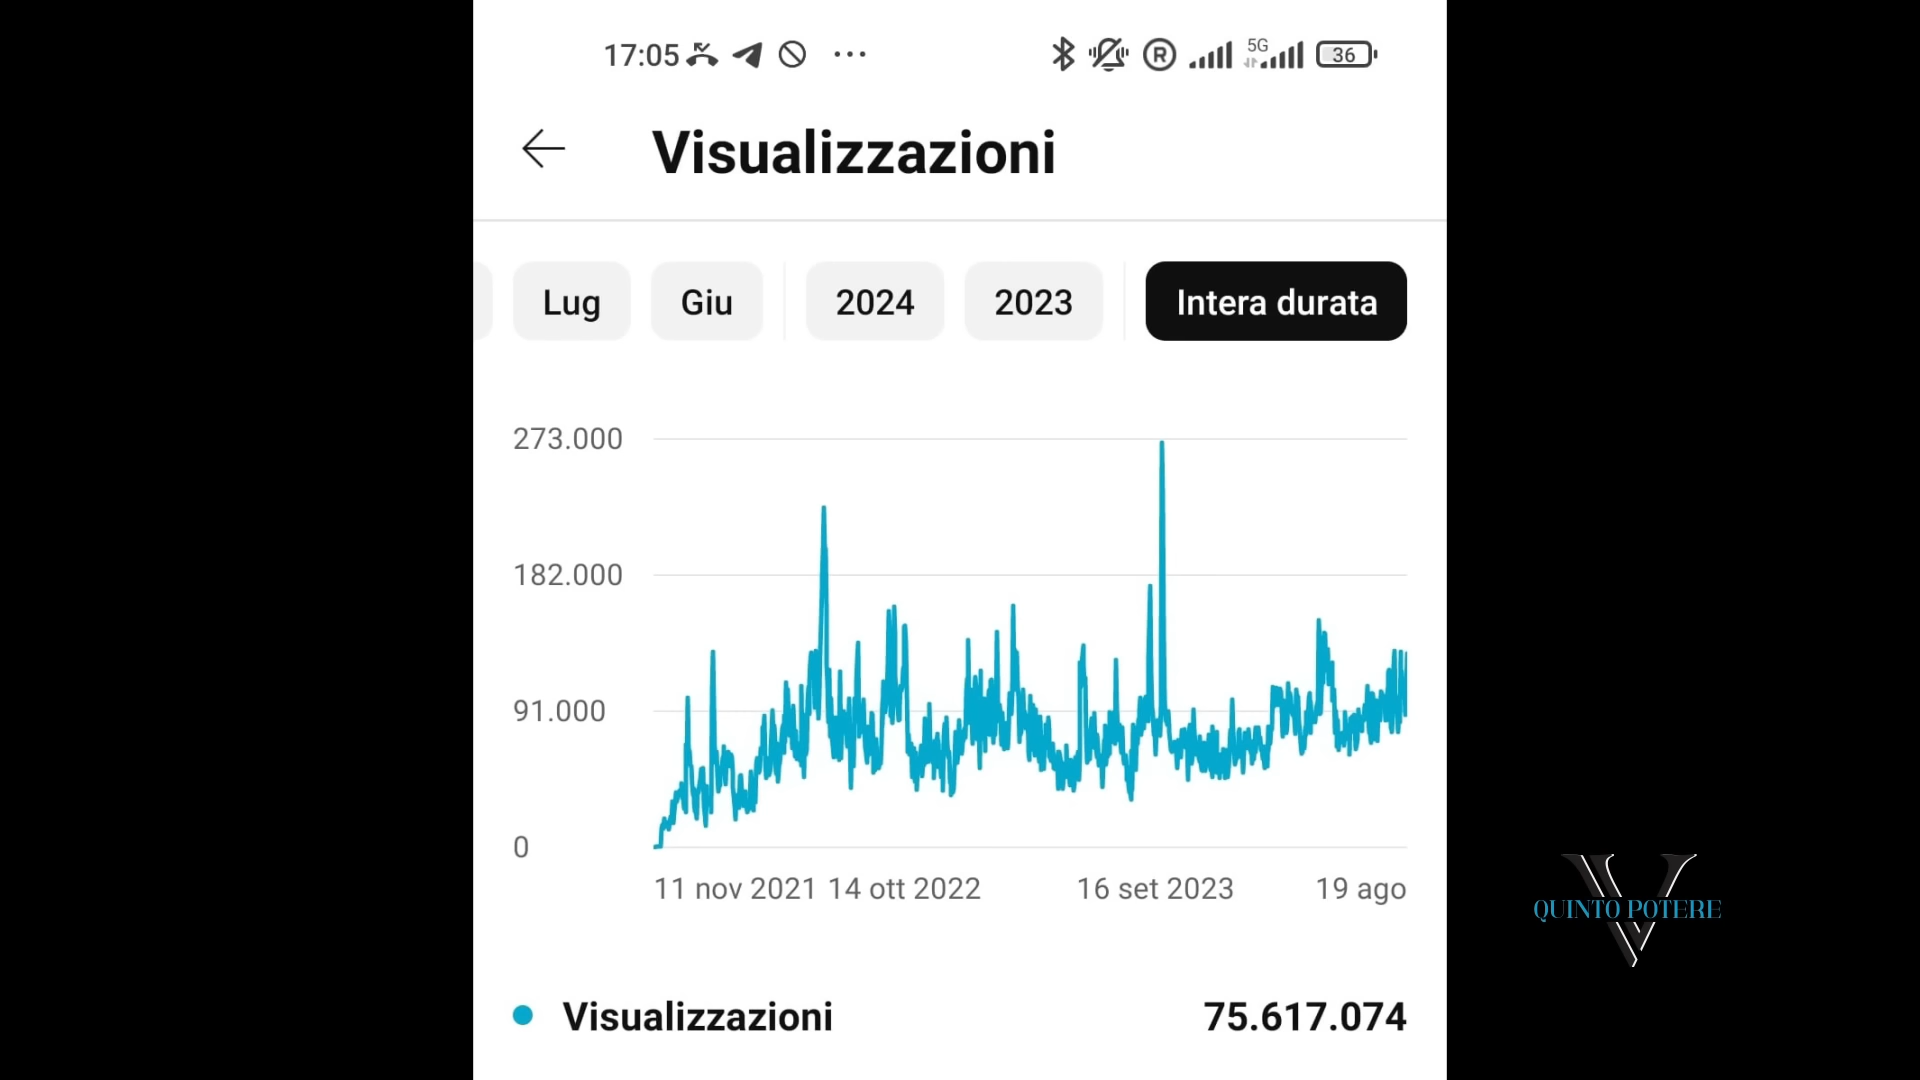 17:05 ... R 5G 36
Visualizzazioni
Lug Giu 2024 2023 Intera durata
273.000
182.000
91.000
0
11 nov 2021 14 ott 2022 16 set 2023 19 ago
V
QUINTO POTERE
Visualizzazioni 75.617.074